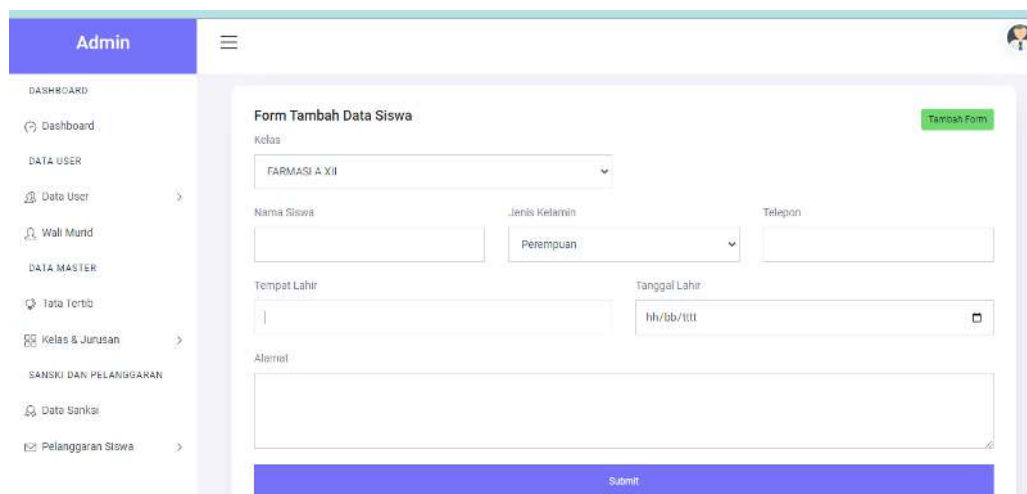 Admin
DASHBOARD
Dashboard
DATA USER
Data User
Wali Murid
DATA MASTER
Tata Tertib
Kelas & Jurusan
SANSKI DAN PELANGGARAN
Data Sanksi
Pelanggaran Siswa
Form Tambah Data Siswa
Tambah Form
Kelas
FARMASI A XII
Nama Siswa
Jenis Kelamin
Telepon
Perempuan
Tempat Lahir
Tanggal Lahir
hh/bb/tttt
Alamat
Submit